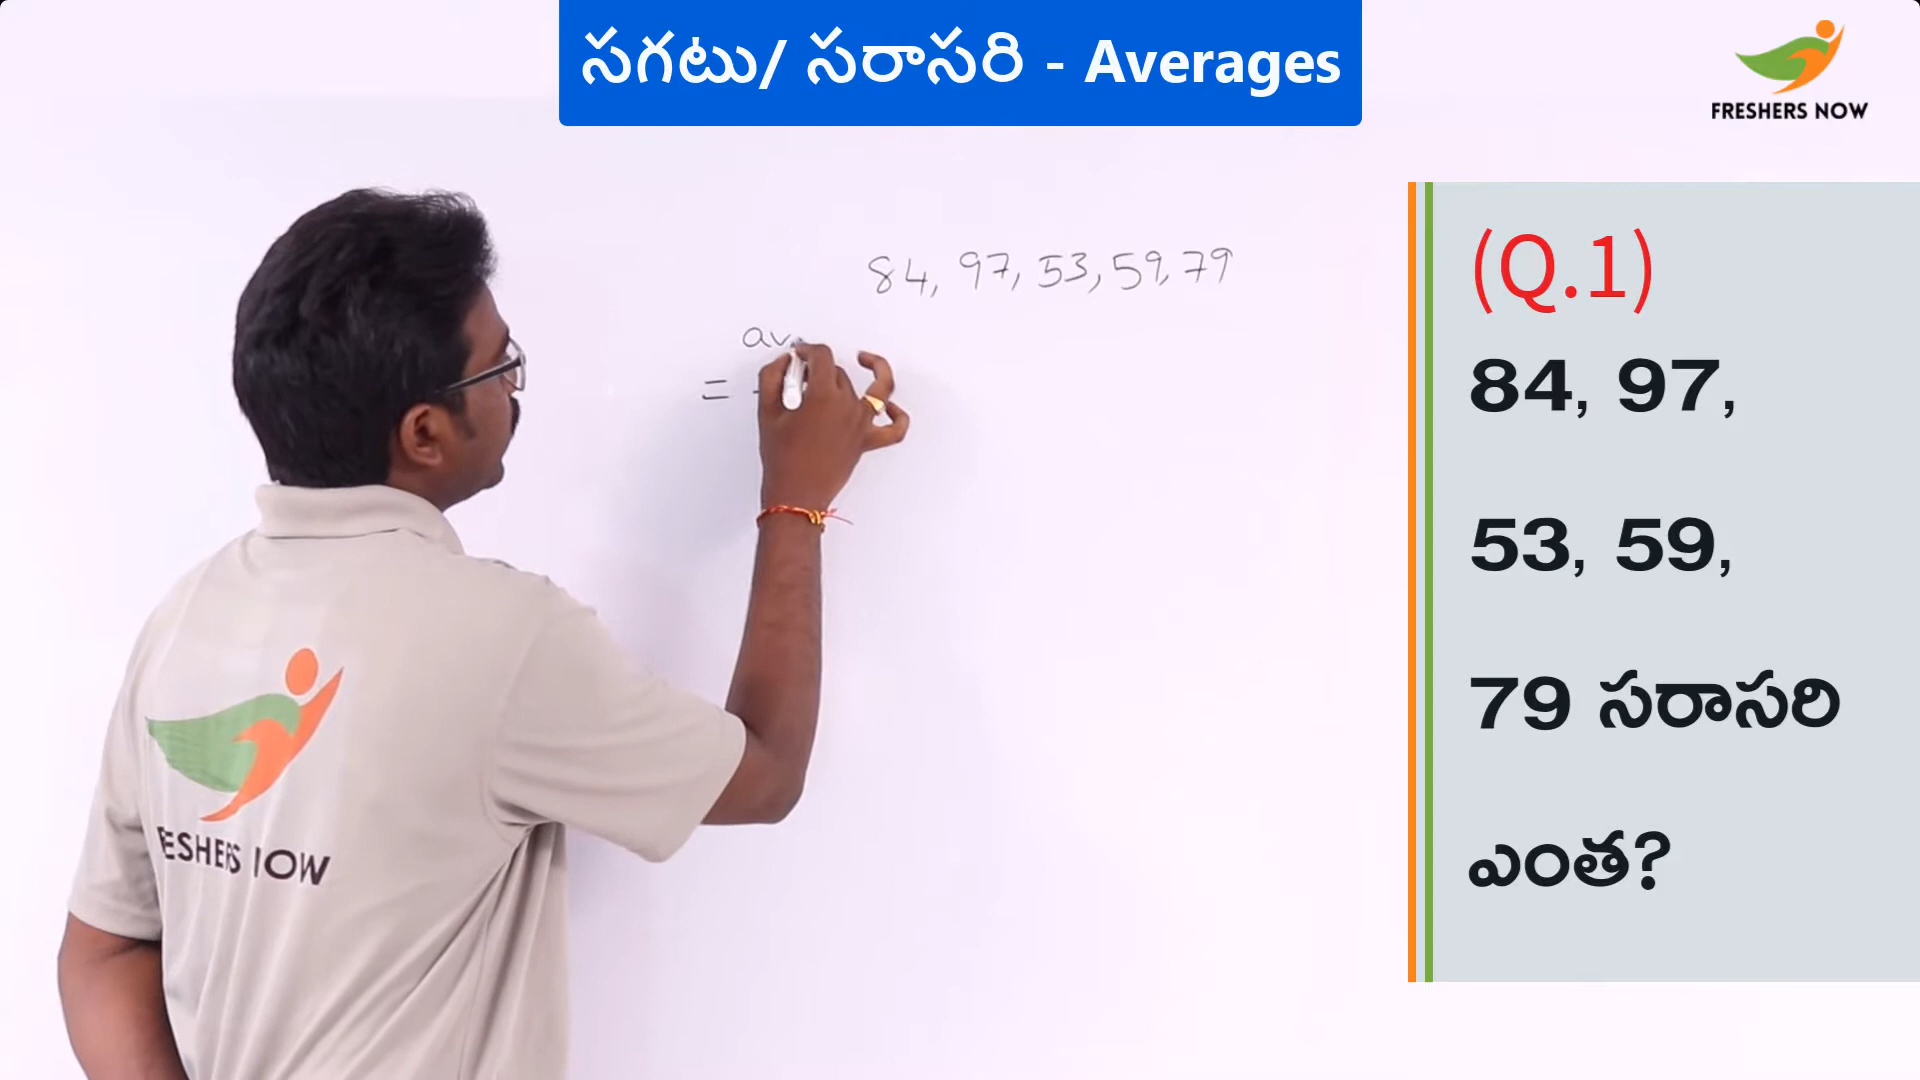 సగటు/ సరాసరి - Averages
FRESHERS NOW
84, 97, 53, 59, 79
av
=
(Q.1)
84, 97,
53, 59,
79 సరాసరి
ఎంత?
ESHERS NOW